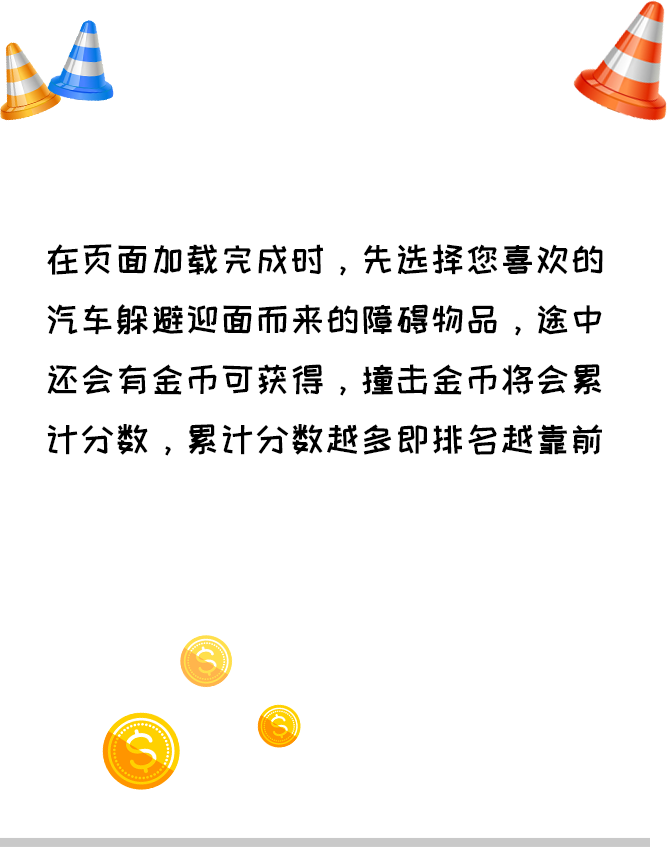 在页面加载完成时，先选择您喜欢的
汽车躲避迎面而来的障碍物品，途中
还会有金币可获得，撞击金币将会累
计分数，累计分数越多即排名越靠前